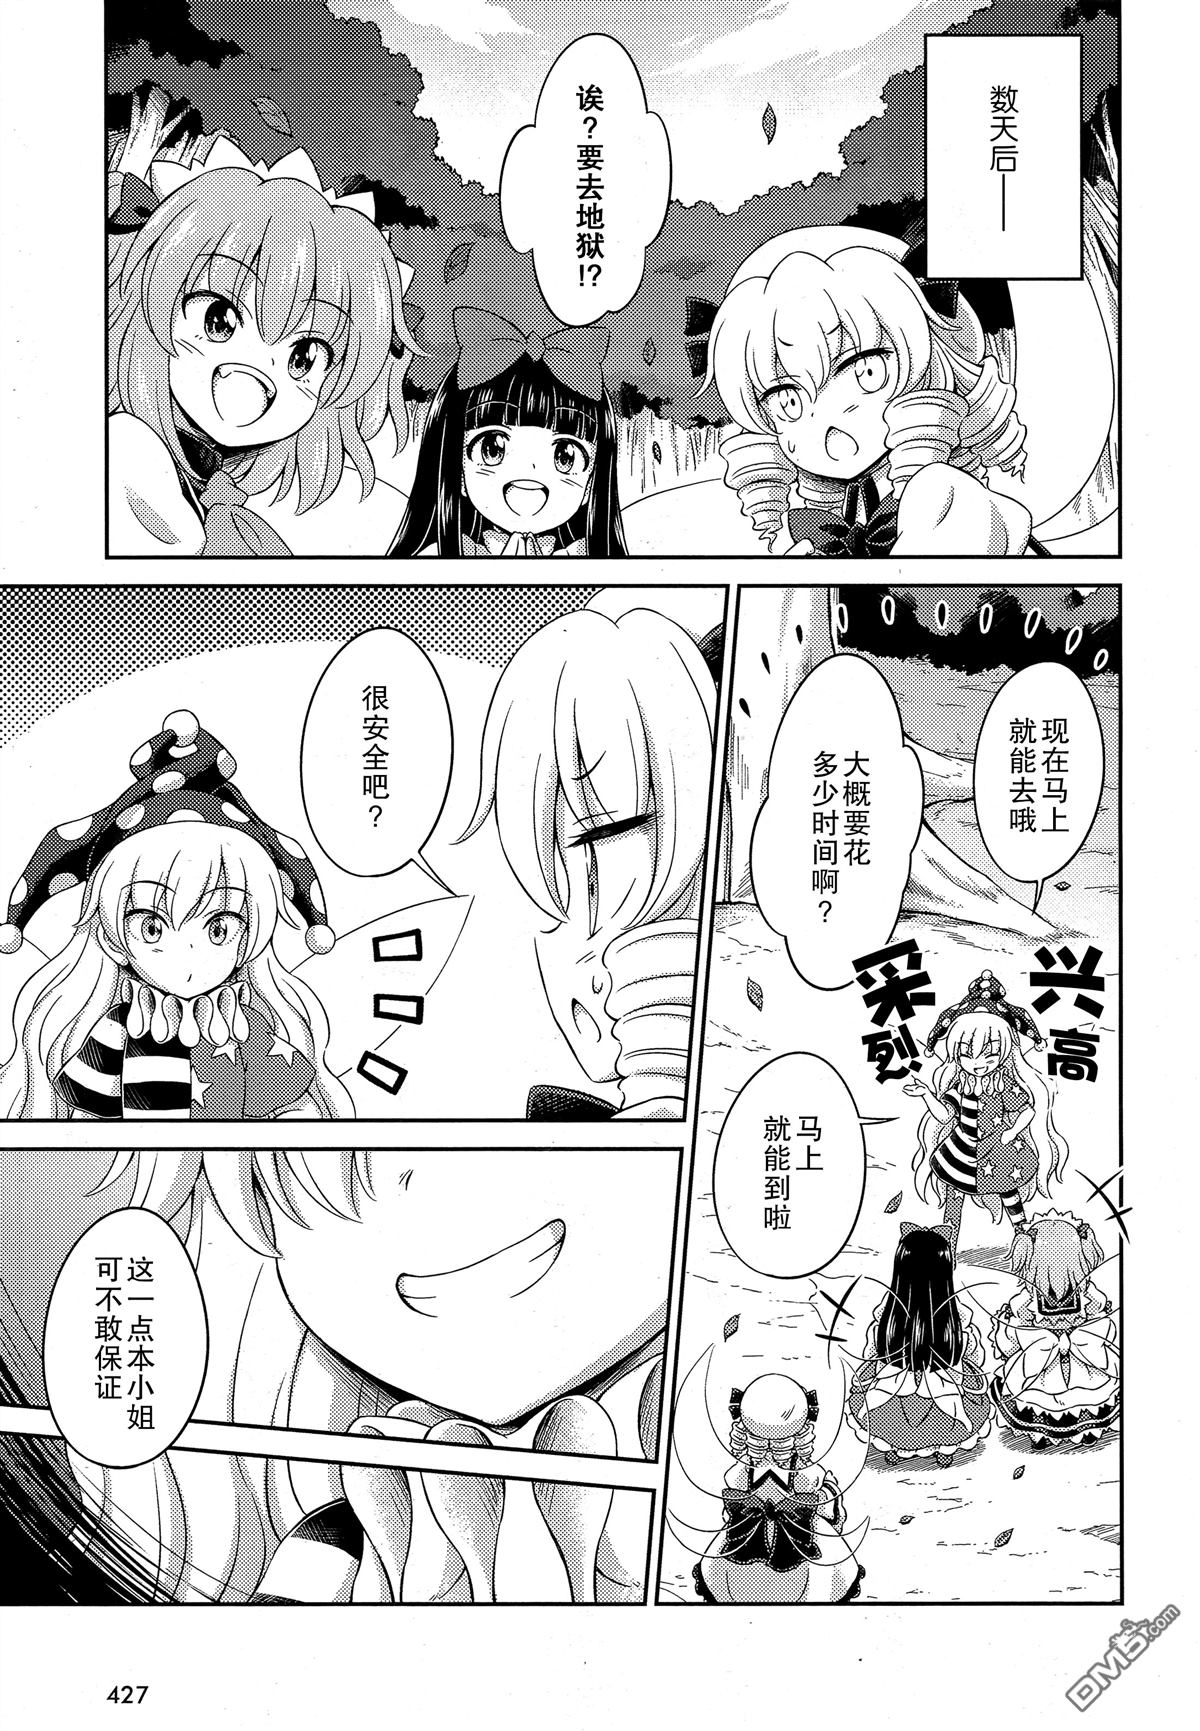 数天后——
诶？要去地獄!?
现在马上
就能去哦
大概要花
多少时间啊？
兴高
采烈
马上
就能到啦
很安全吧？
这一点本小姐
可不敢保证
427
DM5.com